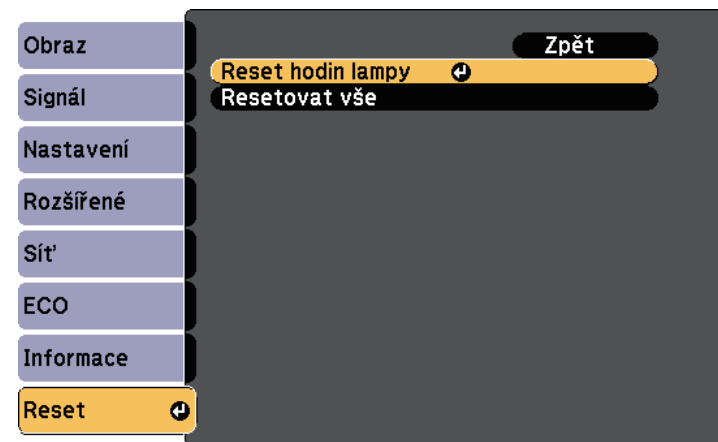 Obraz
Signál
Nastavení
Rozšířené
Síť
ECO
Informace
Reset
Zpět
Reset hodin lampy
Resetovat vše